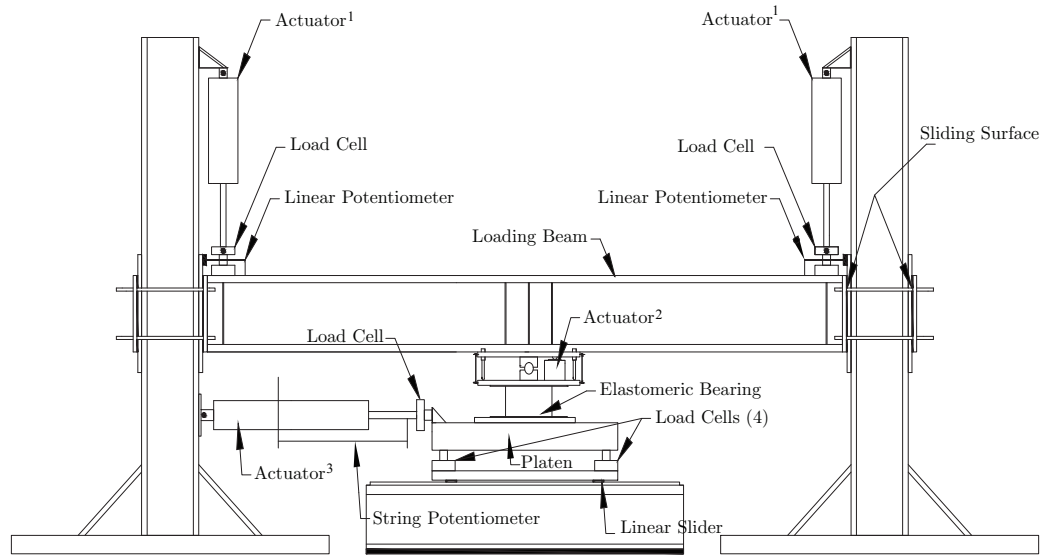 Actuator¹
Actuator¹
Load Cell
Load Cell
Sliding Surface
Linear Potentiometer
Linear Potentiometer
Loading Beam
Actuator²
Load Cell
Elastomeric Bearing
Load Cells (4)
Platen
Actuator³
String Potentiometer
Linear Slider